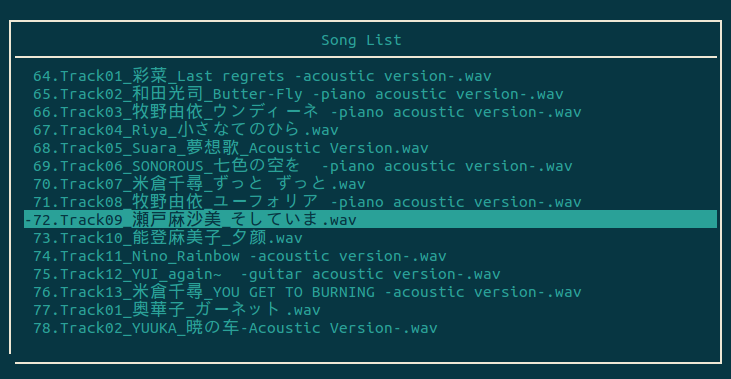 Song List
64.Track01_彩菜_Last regrets -acoustic version-.wav
65.Track02_和田光司_Butter-Fly -piano acoustic version-.wav
66.Track03_牧野由依_ウンディーネ -piano acoustic version-.wav
67.Track04_Riya_小さなてのひら.wav
68.Track05_Suara_夢想歌_Acoustic Version.wav
69.Track06_SONOROUS_七色の空を  -piano acoustic version-.wav
70.Track07_米倉千尋_ずっと ずっと.wav
71.Track08_牧野由依_ユーフォリア -piano acoustic version-.wav
-72.Track09_瀬戸麻沙美_そしていま.wav
73.Track10_能登麻美子_夕颜.wav
74.Track11_Nino_Rainbow -acoustic version-.wav
75.Track12_YUI_again~  -guitar acoustic version-.wav
76.Track13_米倉千尋_YOU GET TO BURNING -acoustic version-.wav
77.Track01_奥華子_ガーネット.wav
78.Track02_YUUKA_暁の车-Acoustic Version-.wav